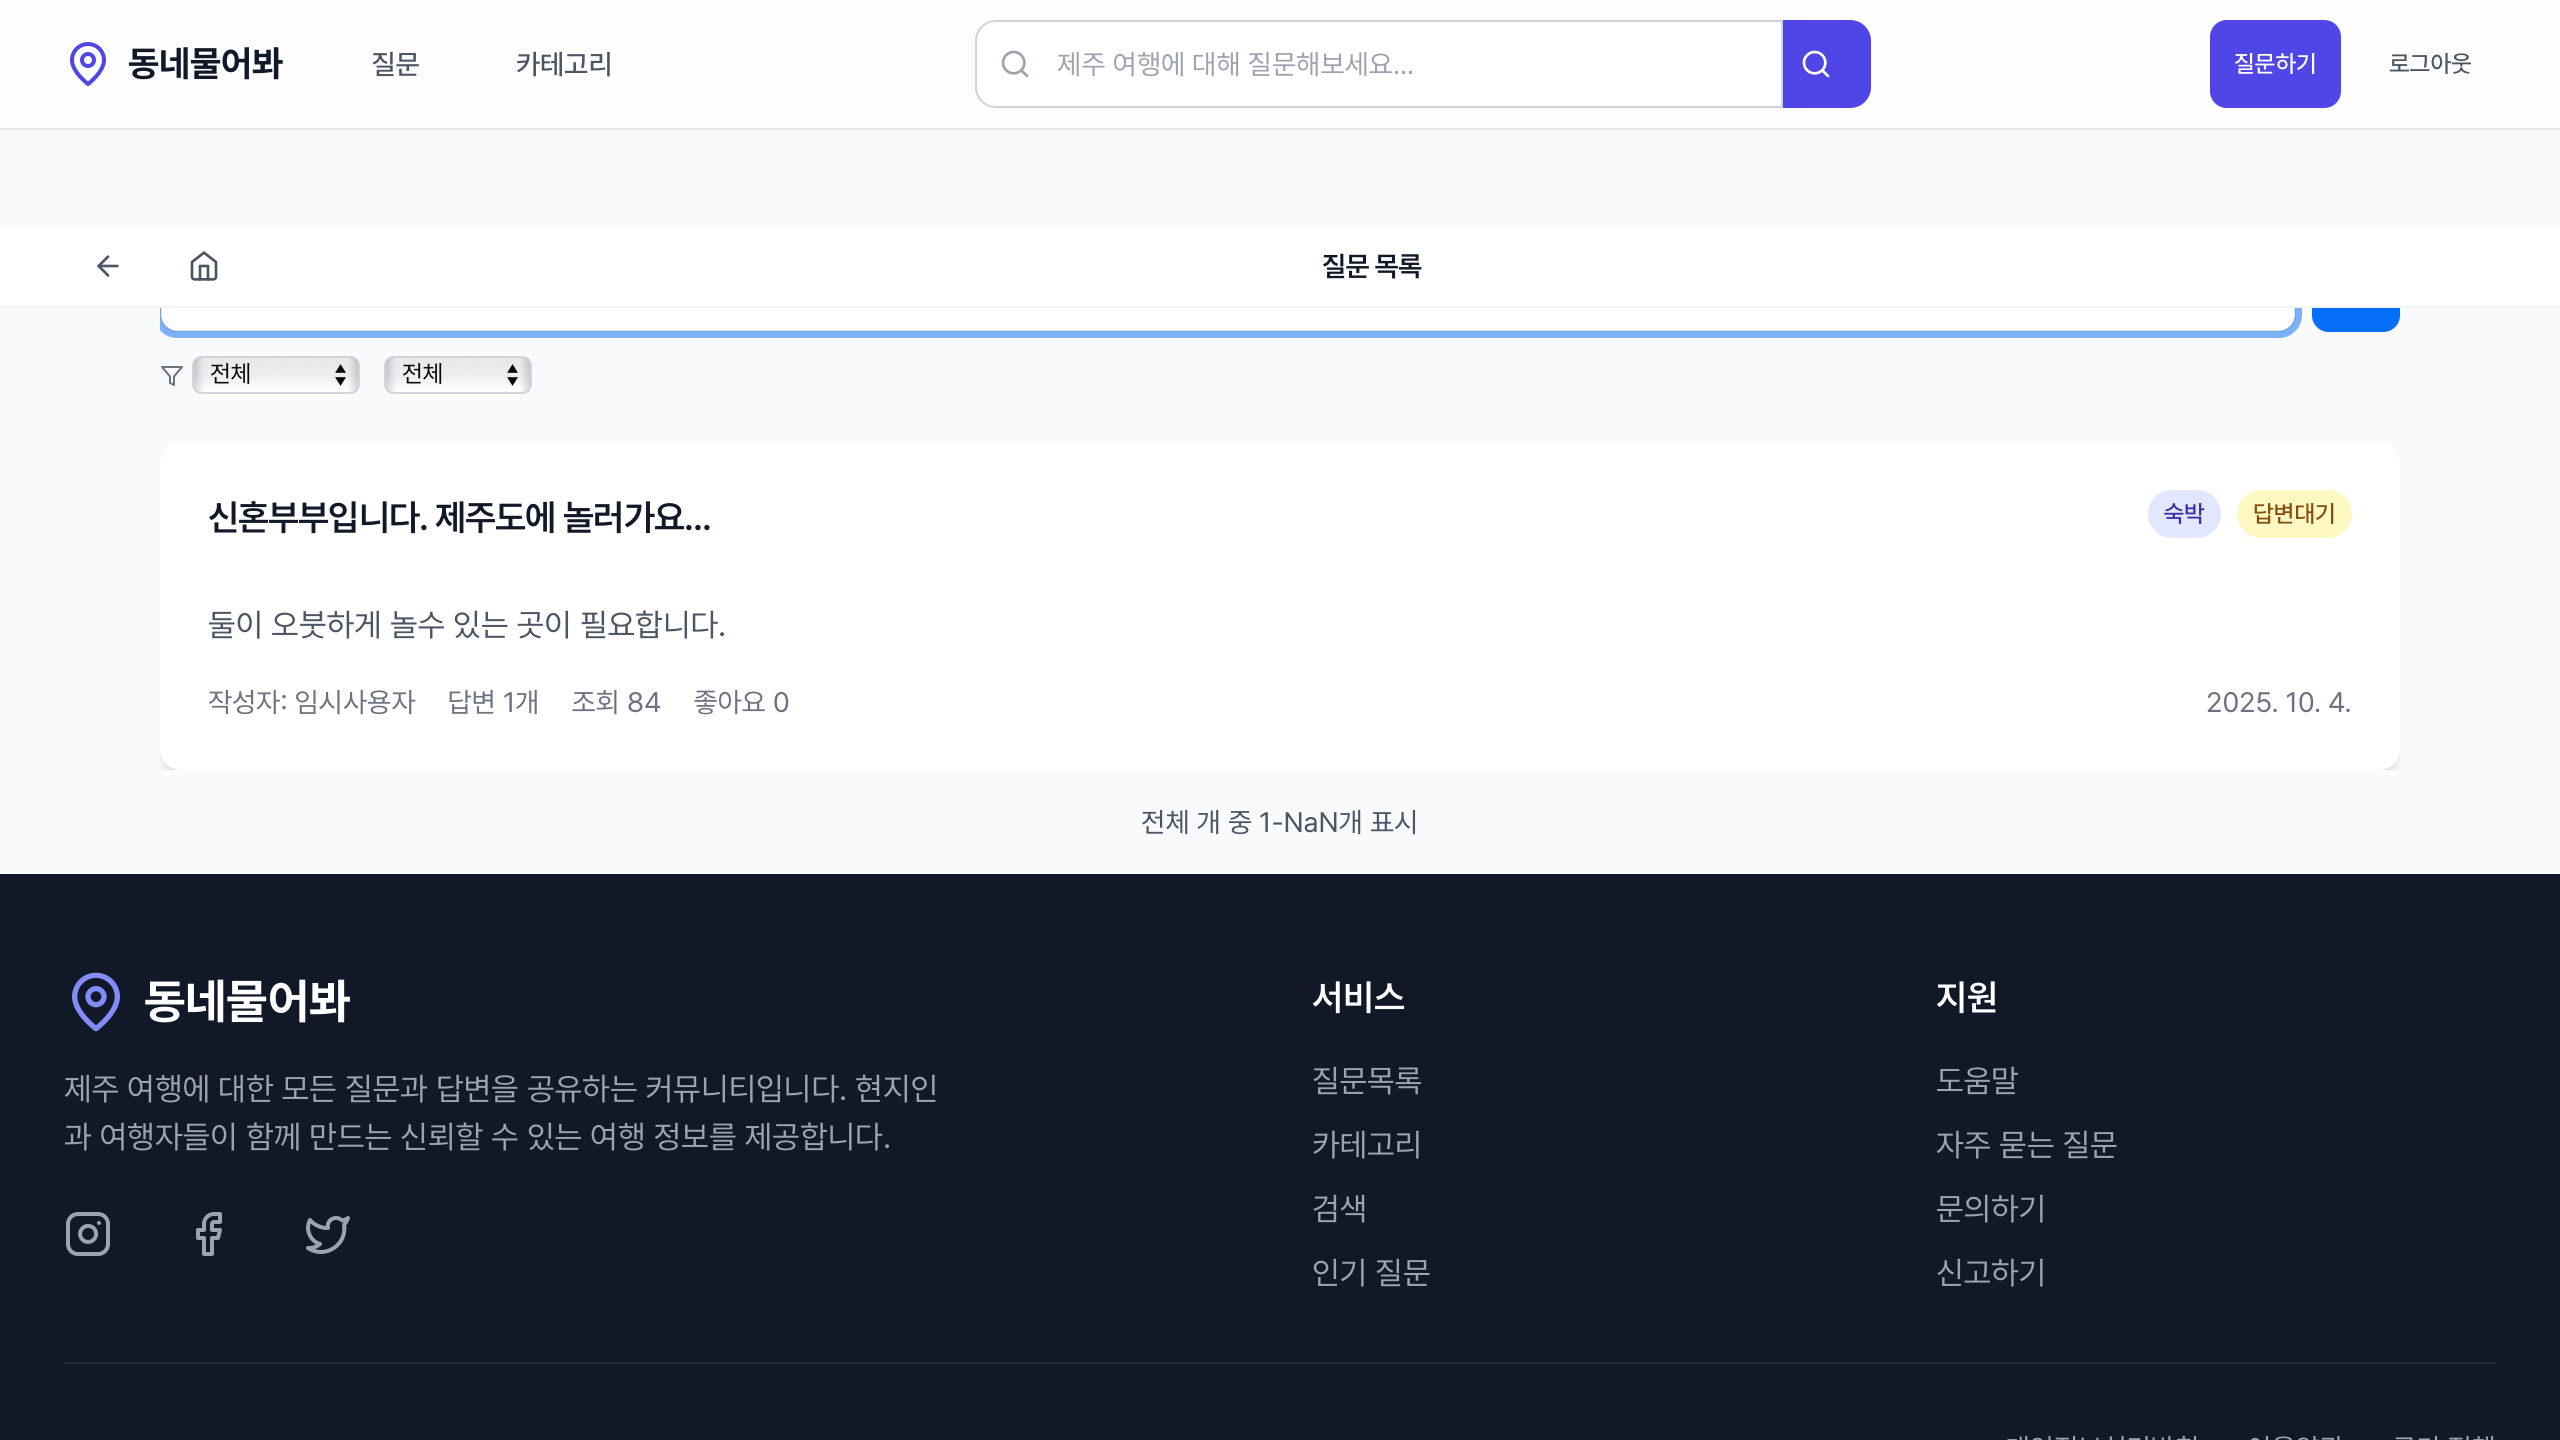 동네물어봐
질문
카테고리
제주 여행에 대해 질문해보세요...
질문하기
로그아웃
질문 목록
전체
전체
신혼부부입니다. 제주도에 놀러가요...
숙박
답변대기
둘이 오붓하게 놀수 있는 곳이 필요합니다.
작성자: 임시사용자 답변 1개 조회 84 좋아요 0
2025. 10. 4.
전체 개 중 1-NaN개 표시
동네물어봐
제주 여행에 대한 모든 질문과 답변을 공유하는 커뮤니티입니다. 현지인
과 여행자들이 함께 만드는 신뢰할 수 있는 여행 정보를 제공합니다.
서비스
질문목록
카테고리
검색
인기 질문
지원
도움말
자주 묻는 질문
문의하기
신고하기